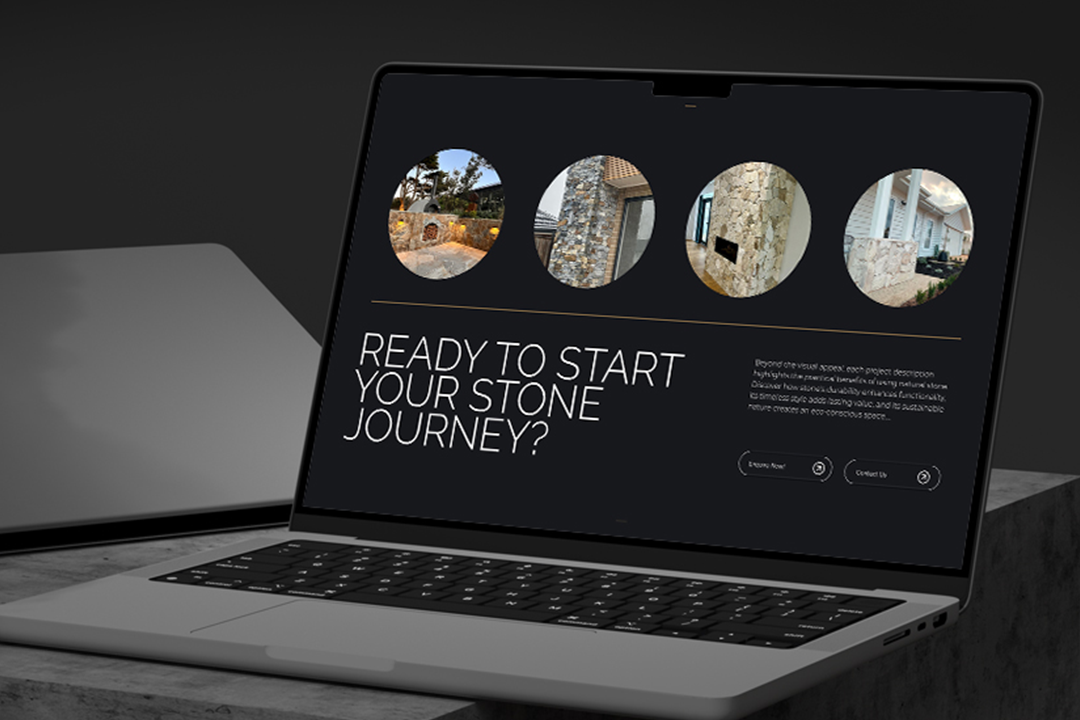 READY TO START
YOUR STONE
JOURNEY?
Beyond the visual appeal, each project description
highlights the practical benefits of using natural stone.
Discover how stone's durability enhances functionality,
its timeless style adds lasting value, and its sustainable
nature creates an eco-conscious space...
Enquire Now!
Contact Us